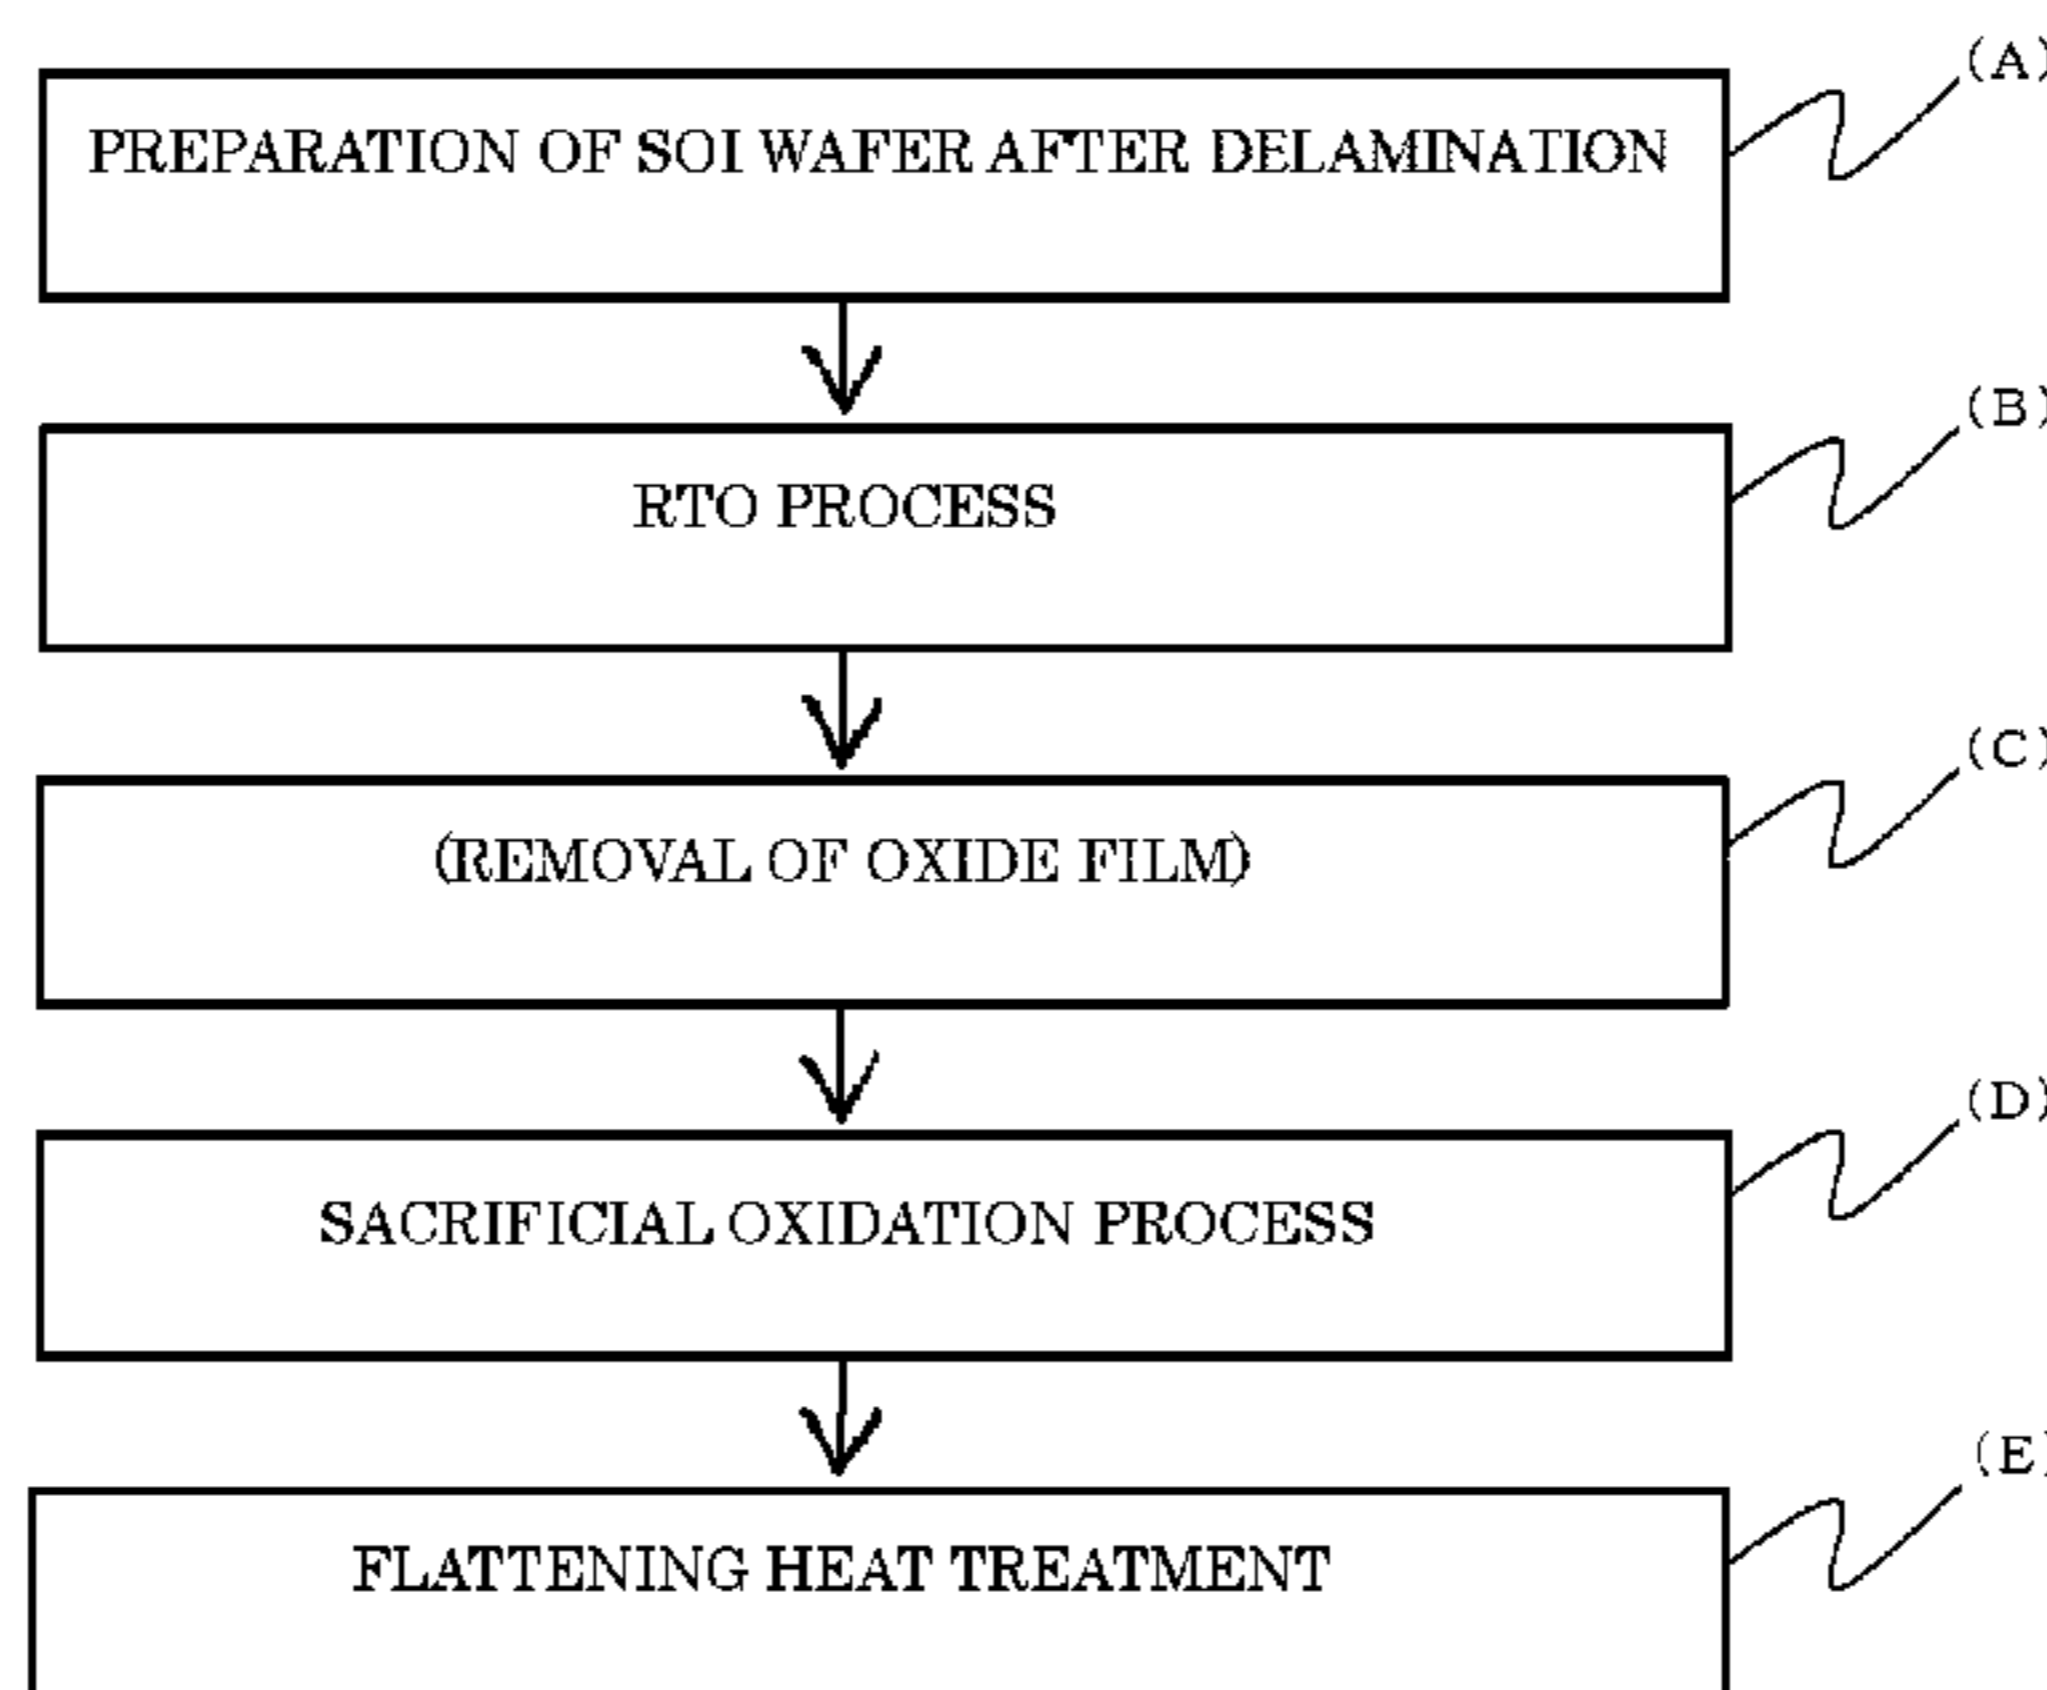 (A)
PREPARATION OF SOI WAFER AFTER DELAMINATION
(B)
RTO PROCESS
(C)
(REMOVAL OF OXIDE FILM)
(D)
SACRIFICIAL OXIDATION PROCESS
(E)
FLATTENING HEAT TREATMENT